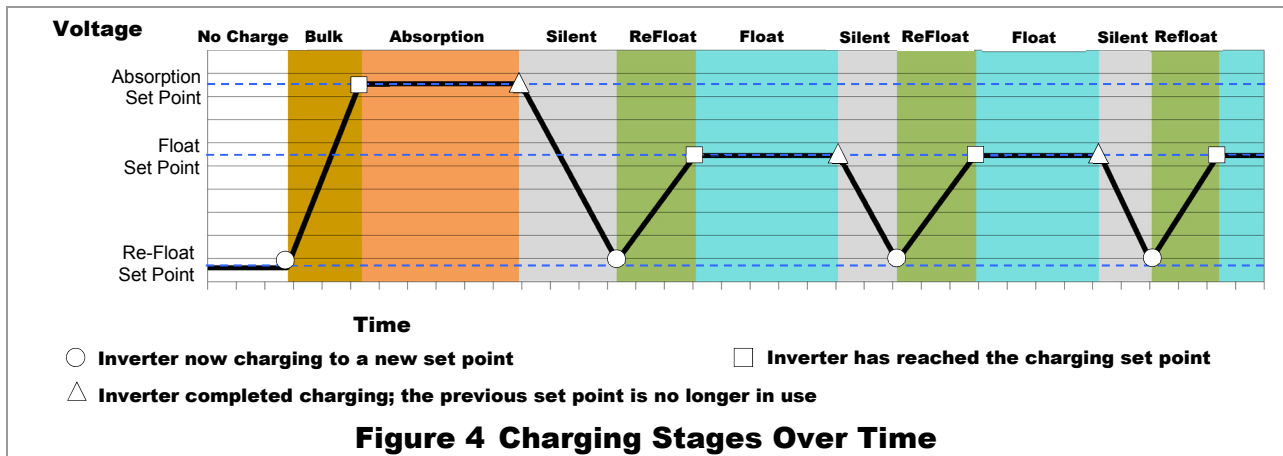 Voltage
No Charge Bulk Absorption Silent ReFloat Float Silent ReFloat Float Silent Refloat
Absorption
Set Point
Float
Set Point
Re-Float
Set Point
Time
Inverter now charging to a new set point
Inverter has reached the charging set point
Inverter completed charging; the previous set point is no longer in use
Figure 4 Charging Stages Over Time